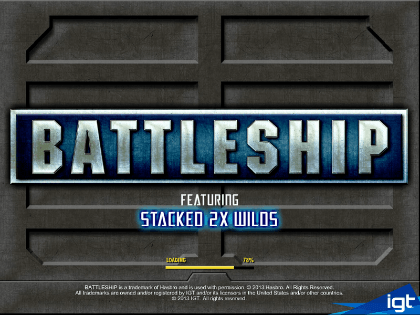 BATTLESHIP
FEATURING
STACKED 2X WILDS
LOADING 78%
BATTLESHIP is a trademark of Hasbro and is used with permission. © 2013 Hasbro. All Rights Reserved.
All trademarks are owned and/or registered by IGT and/or its licensors in the United States and/or other countries.
© 2013 IGT. All rights reserved.
igt